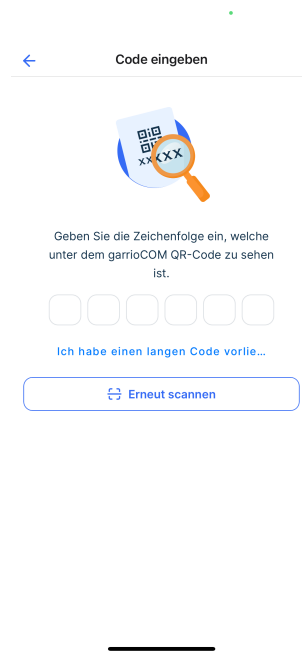 Code eingeben
xxxxx
Geben Sie die Zeichenfolge ein, welche
unter dem garrioCOM QR-Code zu sehen
ist.
Ich habe einen langen Code vorlie...
Erneut scannen